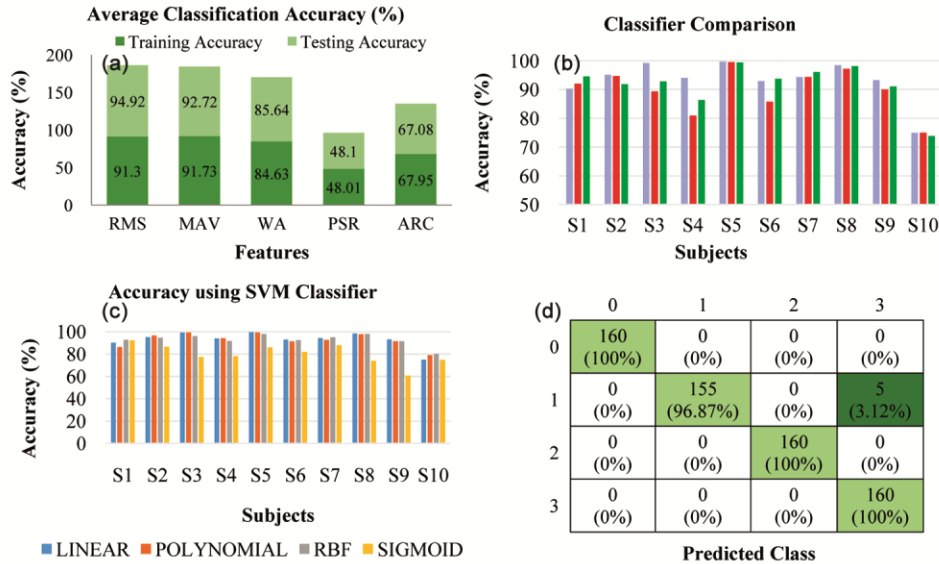 Average Classification Accuracy (%)
Training Accuracy Testing Accuracy
(a)
Accuracy (%)
200
150
100
50
0
94.92 92.72 85.64 48.1 67.08
91.3 91.73 84.63 48.01 67.95
RMS MAV WA PSR ARC
Features
Classifier Comparison
(b)
Accuracy (%)
100
90
80
70
60
50
S1 S2 S3 S4 S5 S6 S7 S8 S9 S10
Subjects
Accuracy using SVM Classifier
(c)
Accuracy (%)
100
80
60
40
20
0
S1 S2 S3 S4 S5 S6 S7 S8 S9 S10
Subjects
LINEAR POLYNOMIAL RBF SIGMOID
(d)
0 1 2 3
0
160 0 0 0
(100%) (0%) (0%) (0%)
1
0 155 0 5
(0%) (96.87%) (0%) (3.12%)
2
0 0 160 0
(0%) (0%) (100%) (0%)
3
0 0 0 160
(0%) (0%) (0%) (100%)
Predicted Class